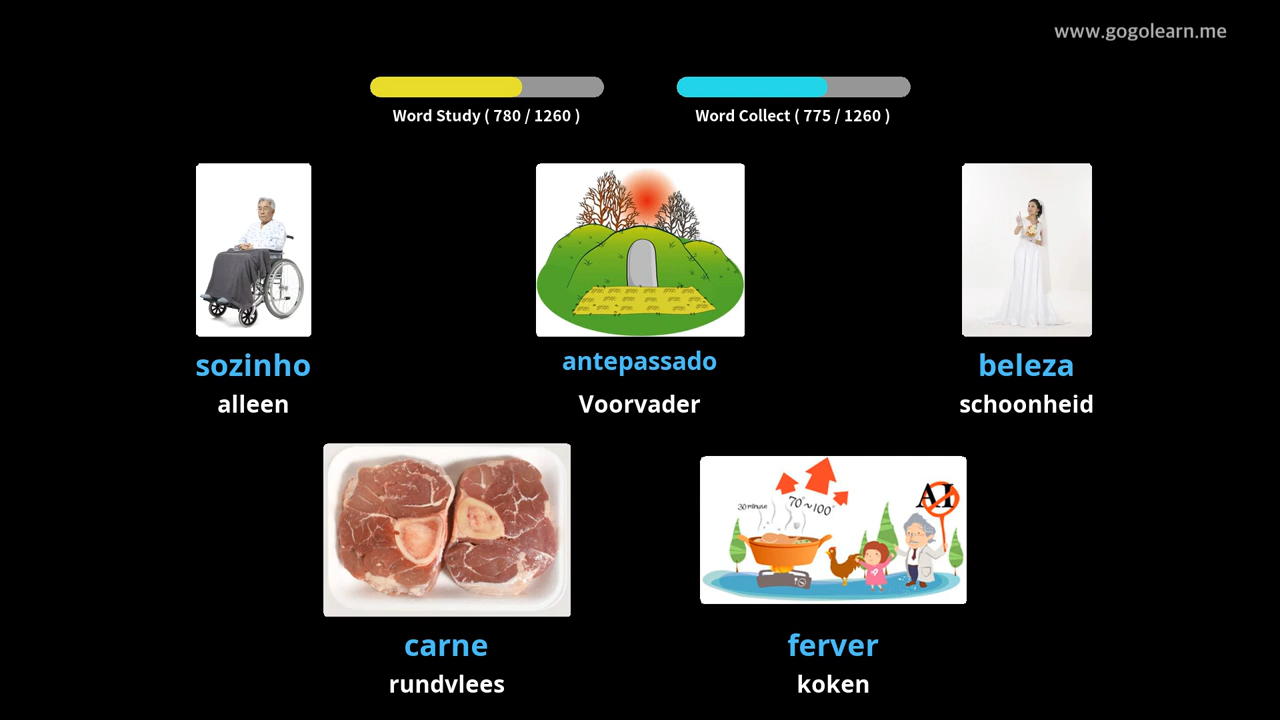 www.gogolearn.me
Word Study ( 780 / 1260 )
Word Collect ( 775 / 1260 )
sozinho
alleen
antepassado
Voorvader
beleza
schoonheid
carne
rundvlees
30 minute
70°~100°
AI
ferver
koken